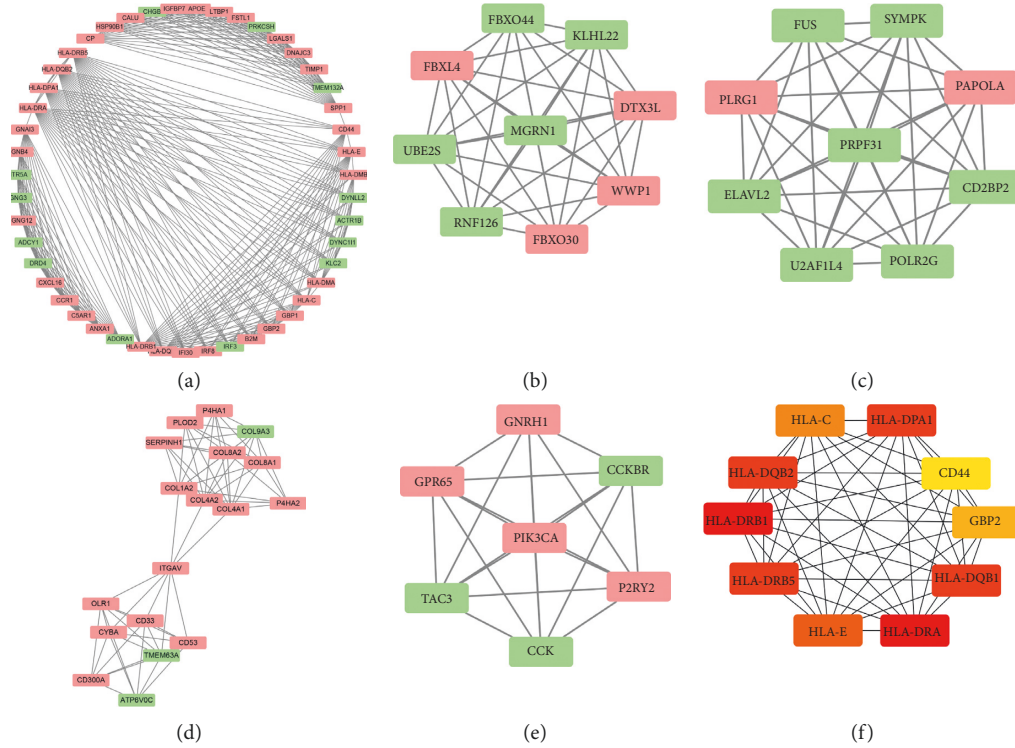 CHGB
IGFBP7
APOE
LTBP1
CALU
FSTL1
HSP90B1
PRKCSH
CP
LGALS1
HLA-DRB5
DNAJC3
HLA-DQB2
TIMP1
HLA-DPA1
TMEM132A
HLA-DRA
SPP1
GNAI3
CD44
GNB4
HLA-E
TR5A
HLA-DMB
GNG3
DYNLL2
GNG12
ACTR1B
ADCY1
DYNC1I1
DRD4
KLC2
CXCL16
HLA-DMA
CCR1
HLA-C
C5AR1
GBP1
ANXA1
GBP2
ADORA1
B2M
HLA-DRB1
HLA-DQ
IFI30
IRF8
IRF3
(a)
FBXO44
KLHL22
FBXL4
DTX3L
MGRN1
UBE2S
WWP1
RNF126
FBXO30
(b)
FUS
SYMPK
PLRG1
PAPOLA
PRPF31
ELAVL2
CD2BP2
U2AF1L4
POLR2G
(c)
P4HA1
PLOD2
COL9A3
SERPINH1
COL8A2
COL8A1
COL1A2
COL4A2
COL4A1
P4HA2
ITGAV
OLR1
CD33
CYBA
CD53
TMEM63A
CD300A
ATP6V0C
(d)
GNRH1
CCKBR
GPR65
PIK3CA
P2RY2
TAC3
CCK
(e)
HLA-C
HLA-DPA1
HLA-DQB2
CD44
HLA-DRB1
GBP2
HLA-DRB5
HLA-DQB1
HLA-E
HLA-DRA
(f)